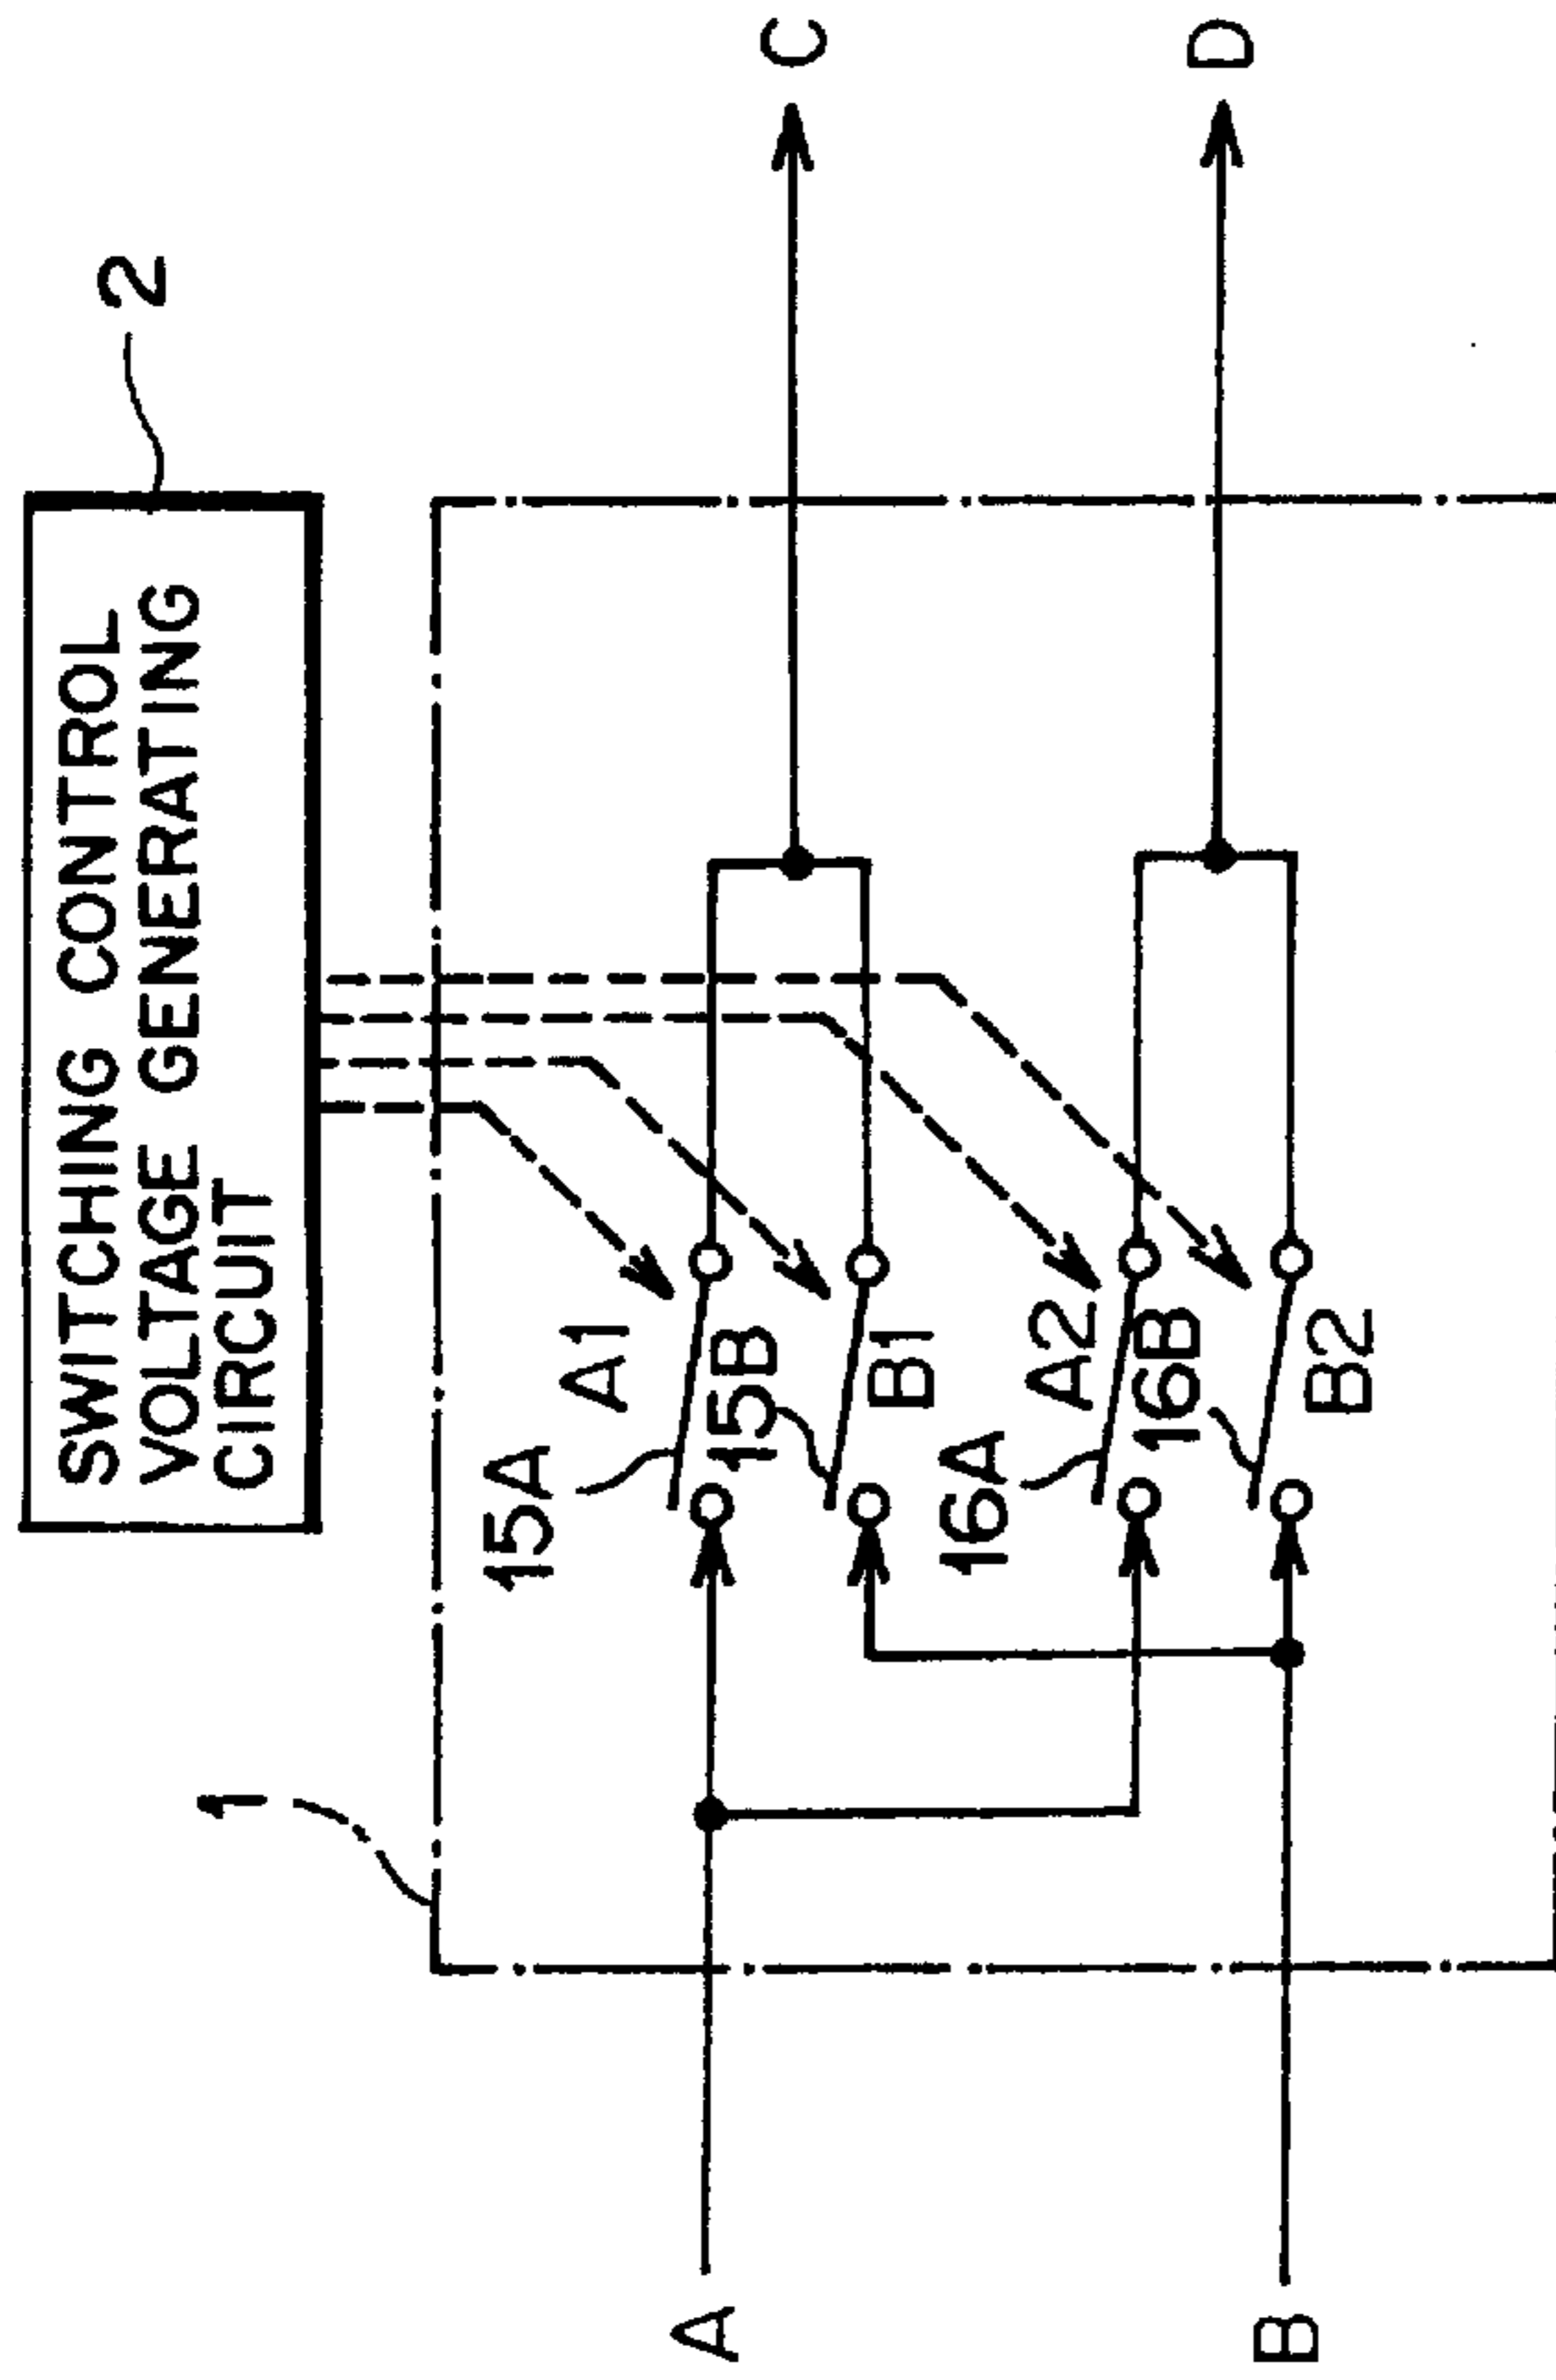 SWITCHING CONTROL
VOLTAGE GENERATING
CIRCUIT
2
1
15A
A1
15B
B1
16A
A2
16B
B2
A
B
C
D